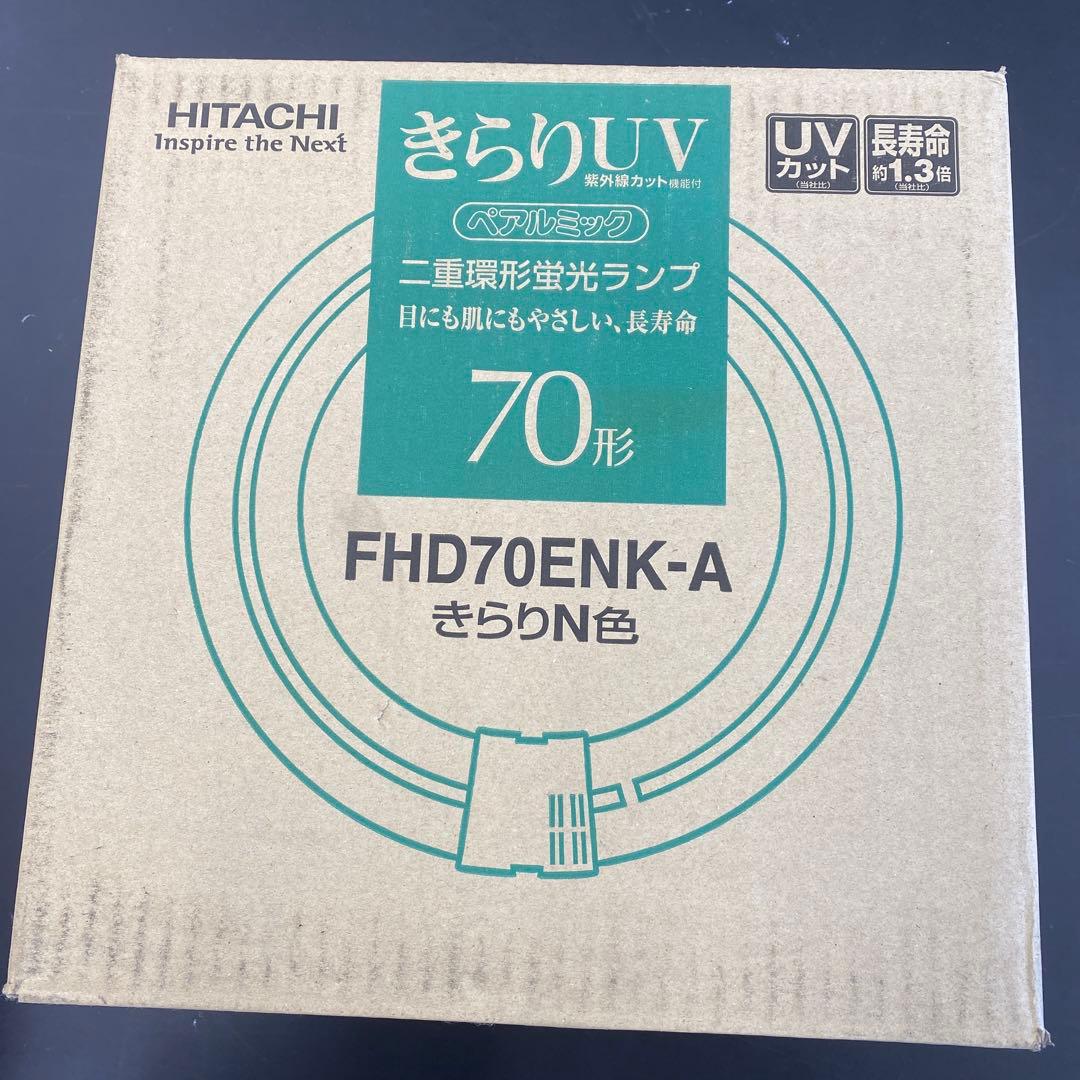 HITACHI
Inspire the Next
きらりUV
紫外線カット機能付
ペアルミック
二重環形蛍光ランプ
目にも肌にもやさしい、長寿命
70形
UV
カット
(当社比)
長寿命
約1.3倍
(当社比)
FHD70ENK-A
きらりN色